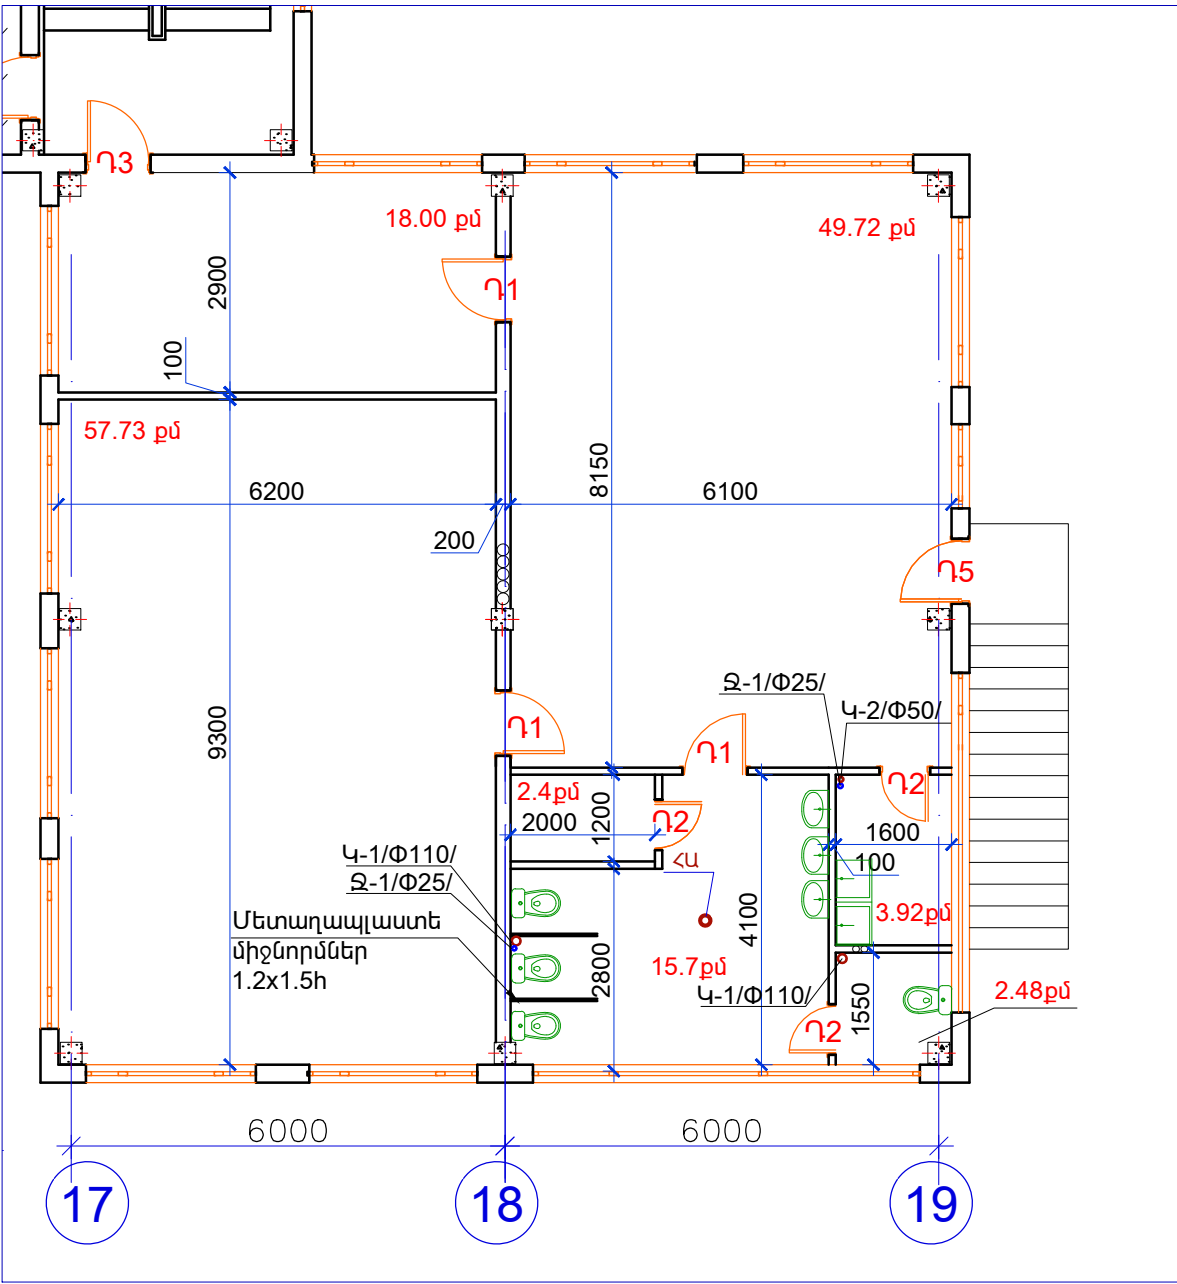 Դ3
18.00 քմ
49.72 քմ
2900
Դ1
100
57.73 քմ
8150
6200
6100
200
Դ5
Ջ-1/Փ25/
Կ-2/Փ50/
9300
Դ1
Դ1
Դ2
2.4քմ
1200
2000
Դ2
1600
Կ-1/Փ110/
ՀԱ
100
Ջ-1/Փ25/
Մետաղապլաստե
միջնորմներ
1.2x1.5h
3.92քմ
4100
2800
15.7քմ
Կ-1/Փ110/
1550
2.48քմ
Դ2
6000
6000
17
18
19